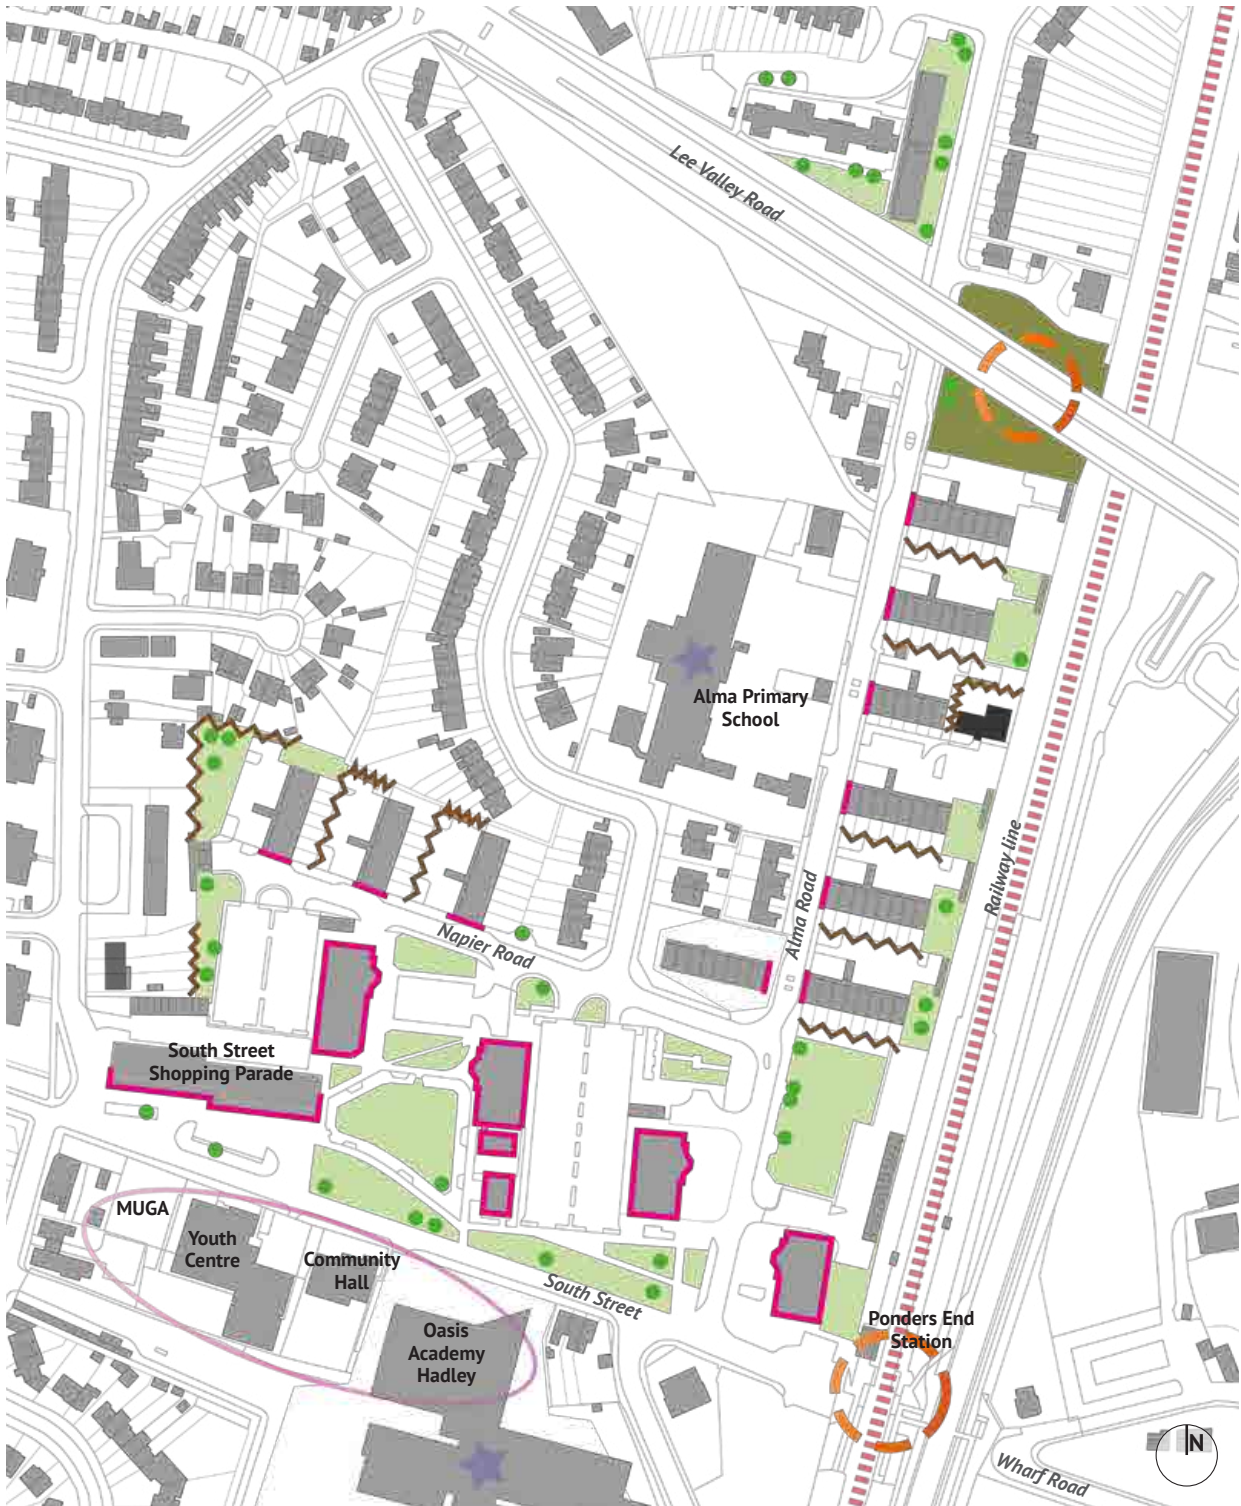 Lee Valley Road
Alma Primary
School
Railway line
Alma Road
Napier Road
South Street
Shopping Parade
MUGA
Youth
Centre
Community
Hall
South Street
Oasis
Academy
Hadley
Ponders End
Station
Wharf Road
N